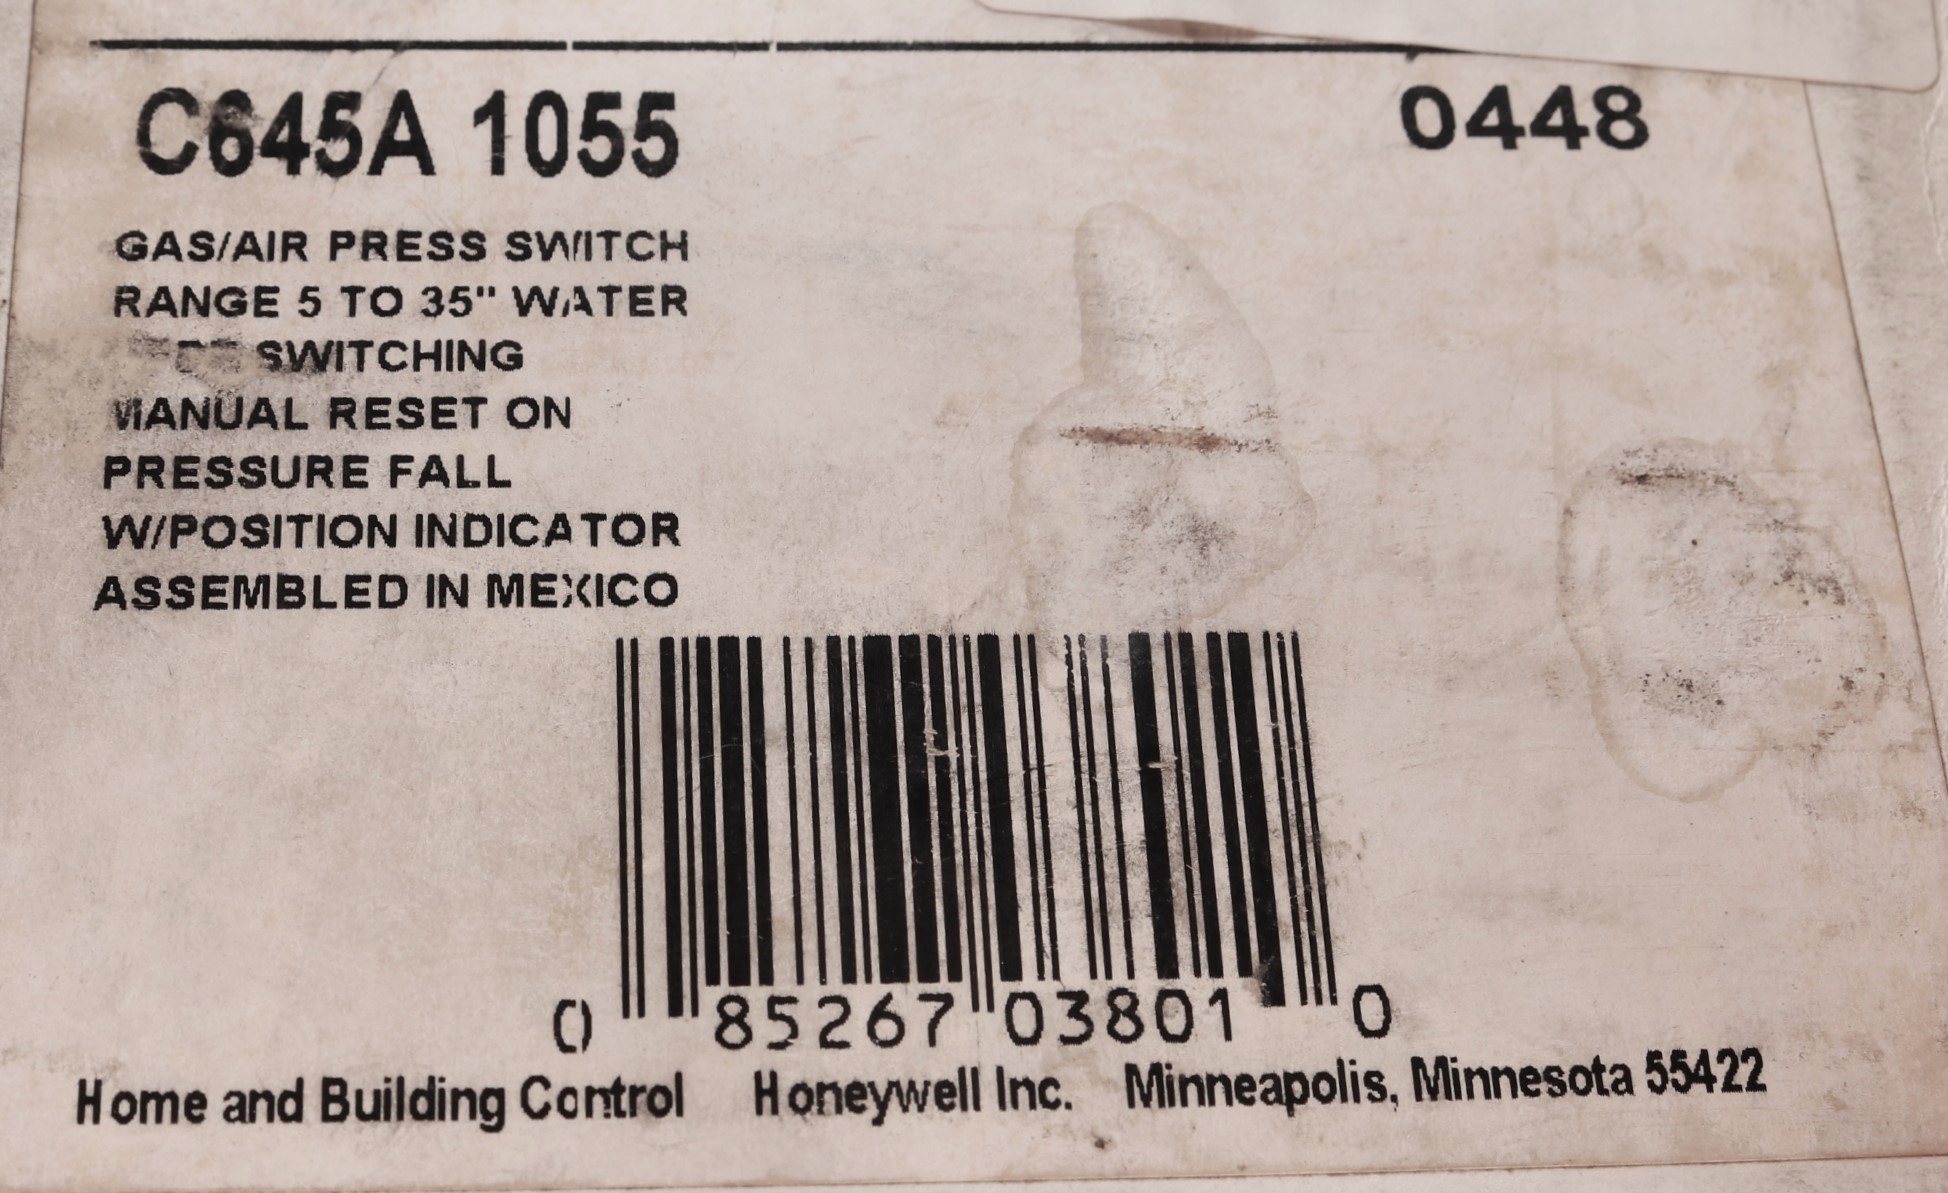 C645A 1055 0448
GAS/AIR PRESS SWITCH
RANGE 5 TO 35" WATER
SWITCHING
MANUAL RESET ON
PRESSURE FALL
W/POSITION INDICATOR
ASSEMBLED IN MEXICO
0 85267 03801 0
Home and Building Control Honeywell Inc. Minneapolis, Minnesota 55422